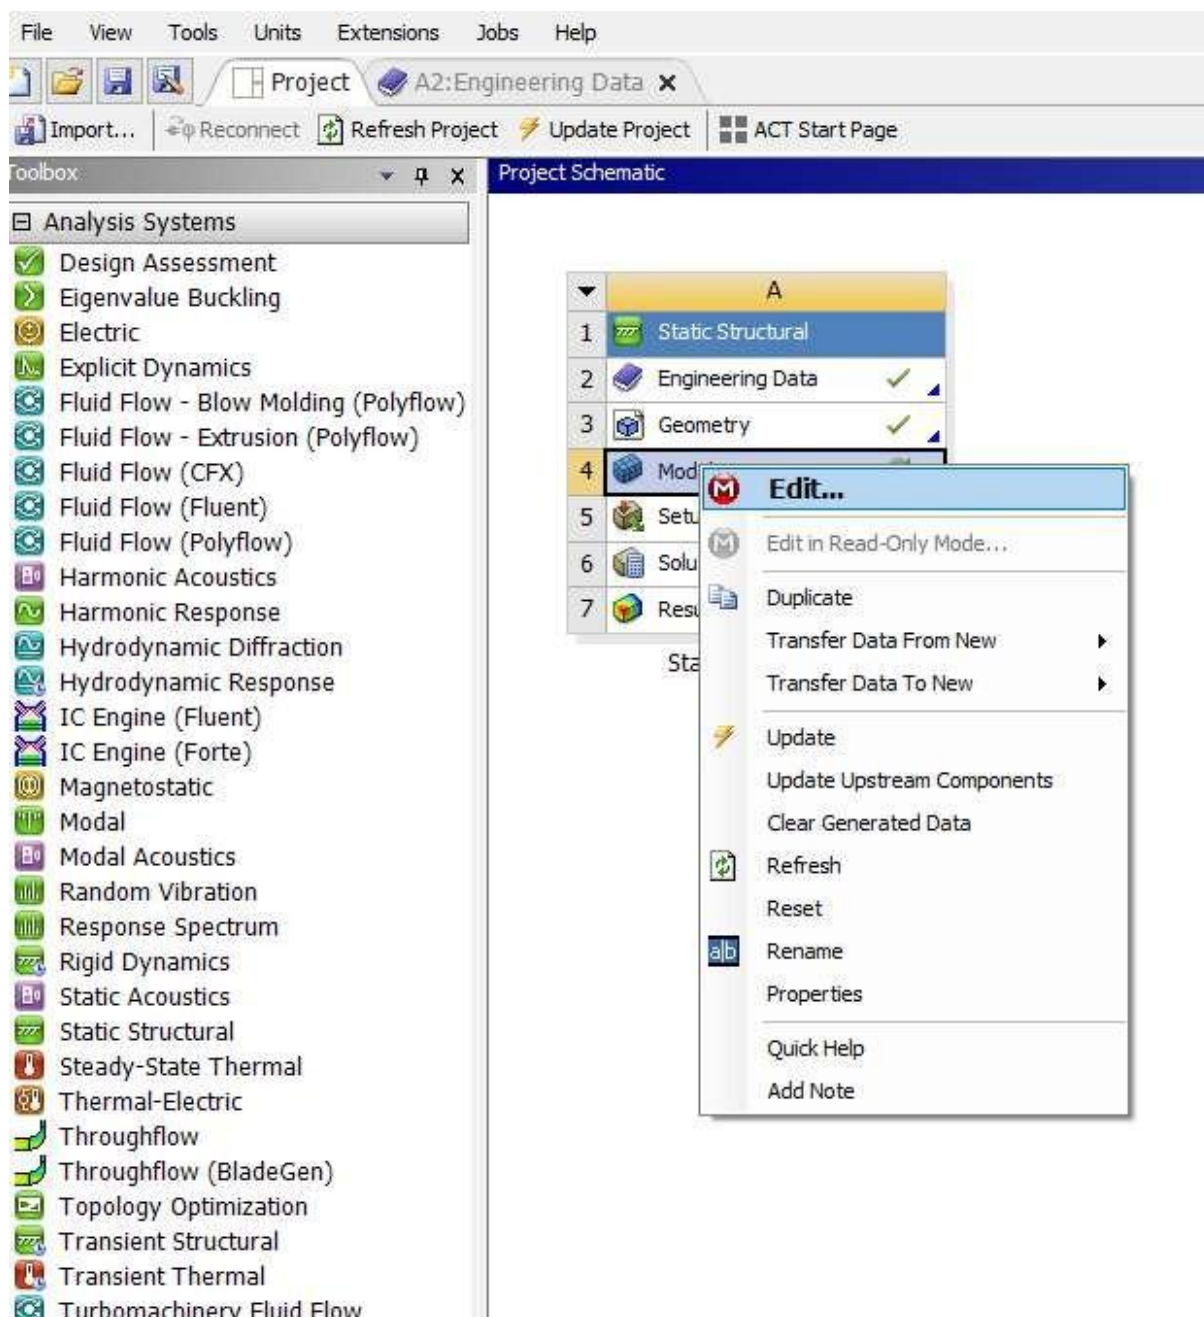 File View Tools Units Extensions Jobs Help
Project A2:Engineering Data
Import... Reconnect Refresh Project Update Project ACT Start Page
Toolbox
Analysis Systems
Design Assessment
Eigenvalue Buckling
Electric
Explicit Dynamics
Fluid Flow - Blow Molding (Polyflow)
Fluid Flow - Extrusion (Polyflow)
Fluid Flow (CFX)
Fluid Flow (Fluent)
Fluid Flow (Polyflow)
Harmonic Acoustics
Harmonic Response
Hydrodynamic Diffraction
Hydrodynamic Response
IC Engine (Fluent)
IC Engine (Forte)
Magnetostatic
Modal
Modal Acoustics
Random Vibration
Response Spectrum
Rigid Dynamics
Static Acoustics
Static Structural
Steady-State Thermal
Thermal-Electric
Throughflow
Throughflow (BladeGen)
Topology Optimization
Transient Structural
Transient Thermal
Turbomachinery Fluid Flow
Project Schematic
A
1 Static Structural
2 Engineering Data
3 Geometry
4 Mod
5 Setu
6 Solu
7 Resu
Sta
Edit...
Edit in Read-Only Mode...
Duplicate
Transfer Data From New
Transfer Data To New
Update
Update Upstream Components
Clear Generated Data
Refresh
Reset
a|b Rename
Properties
Quick Help
Add Note